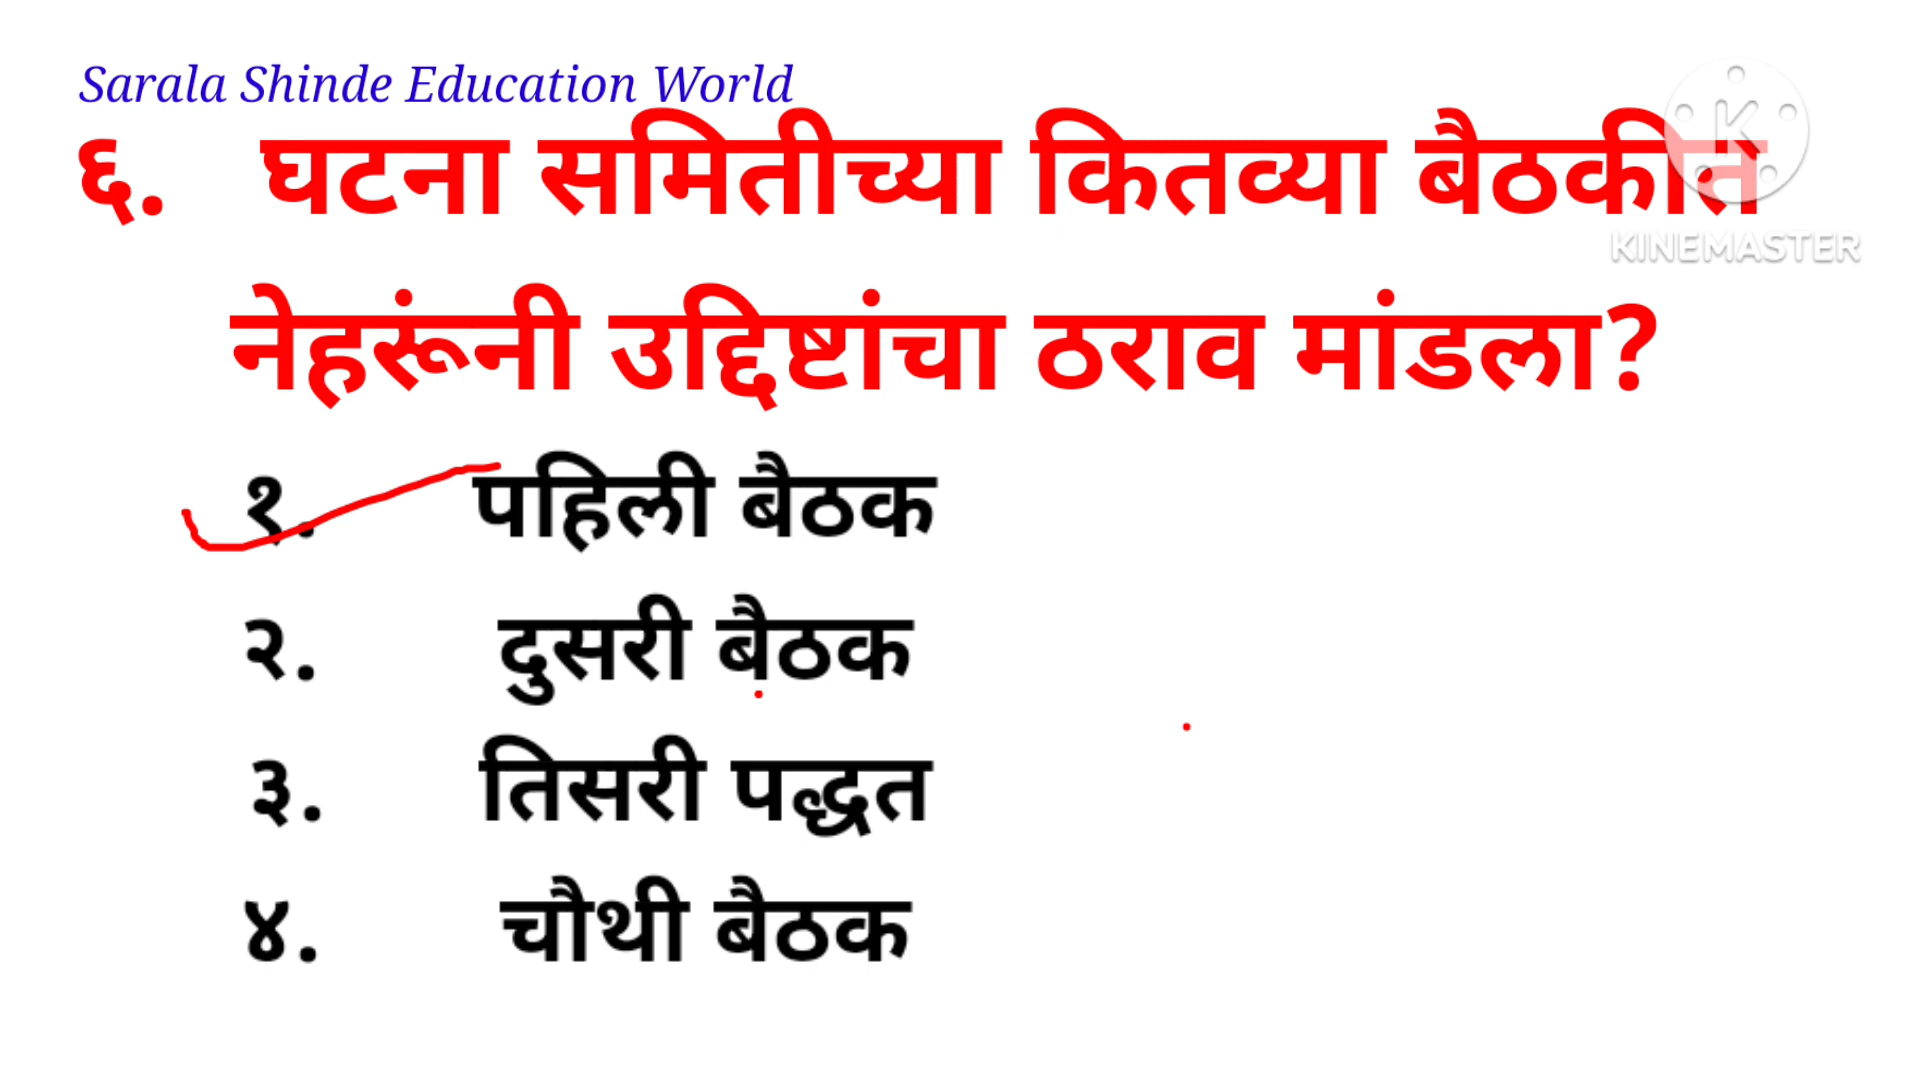 Sarala Shinde Education World
६. घटना समितीच्या कितव्या बैठकीत
KINEMASTER
नेहरूंनी उद्दिष्टांचा ठराव मांडला?
१. पहिली बैठक
२. दुसरी बैठक
३. तिसरी पद्धत
४. चौथी बैठक